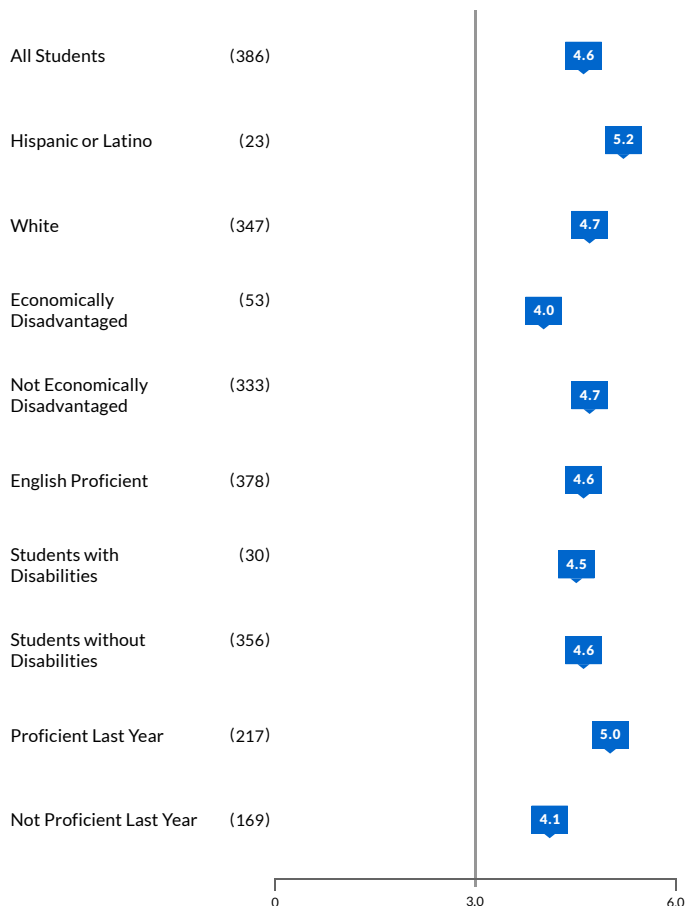 All Students (386) 4.6
Hispanic or Latino (23) 5.2
White (347) 4.7
Economically (53)
Disadvantaged 4.0
Not Economically (333)
Disadvantaged 4.7
English Proficient (378) 4.6
Students with (30)
Disabilities 4.5
Students without (356)
Disabilities 4.6
Proficient Last Year (217) 5.0
Not Proficient Last Year (169) 4.1
0 3.0 6.0